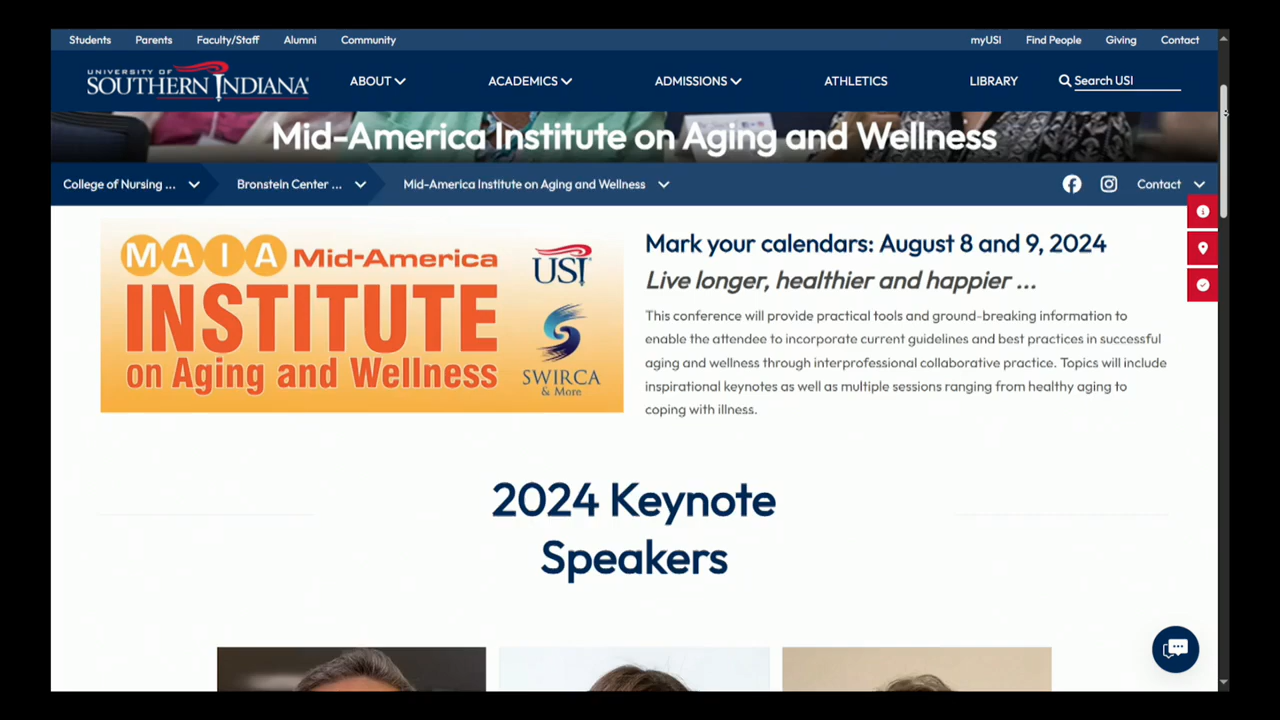 Students Parents Faculty/Staff Alumni Community myUSI Find People Giving Contact
UNIVERSITY OF
SOUTHERN INDIANA
ABOUT ACADEMICS ADMISSIONS ATHLETICS LIBRARY Search USI
Mid-America Institute on Aging and Wellness
College of Nursing ... Bronstein Center ... Mid-America Institute on Aging and Wellness Contact
MAIA Mid-America
INSTITUTE
on Aging and Wellness
USI
SWIRCA
& More
Mark your calendars: August 8 and 9, 2024
Live longer, healthier and happier ...
This conference will provide practical tools and ground-breaking information to
enable the attendee to incorporate current guidelines and best practices in successful
aging and wellness through interprofessional collaborative practice. Topics will include
inspirational keynotes as well as multiple sessions ranging from healthy aging to
coping with illness.
2024 Keynote
Speakers